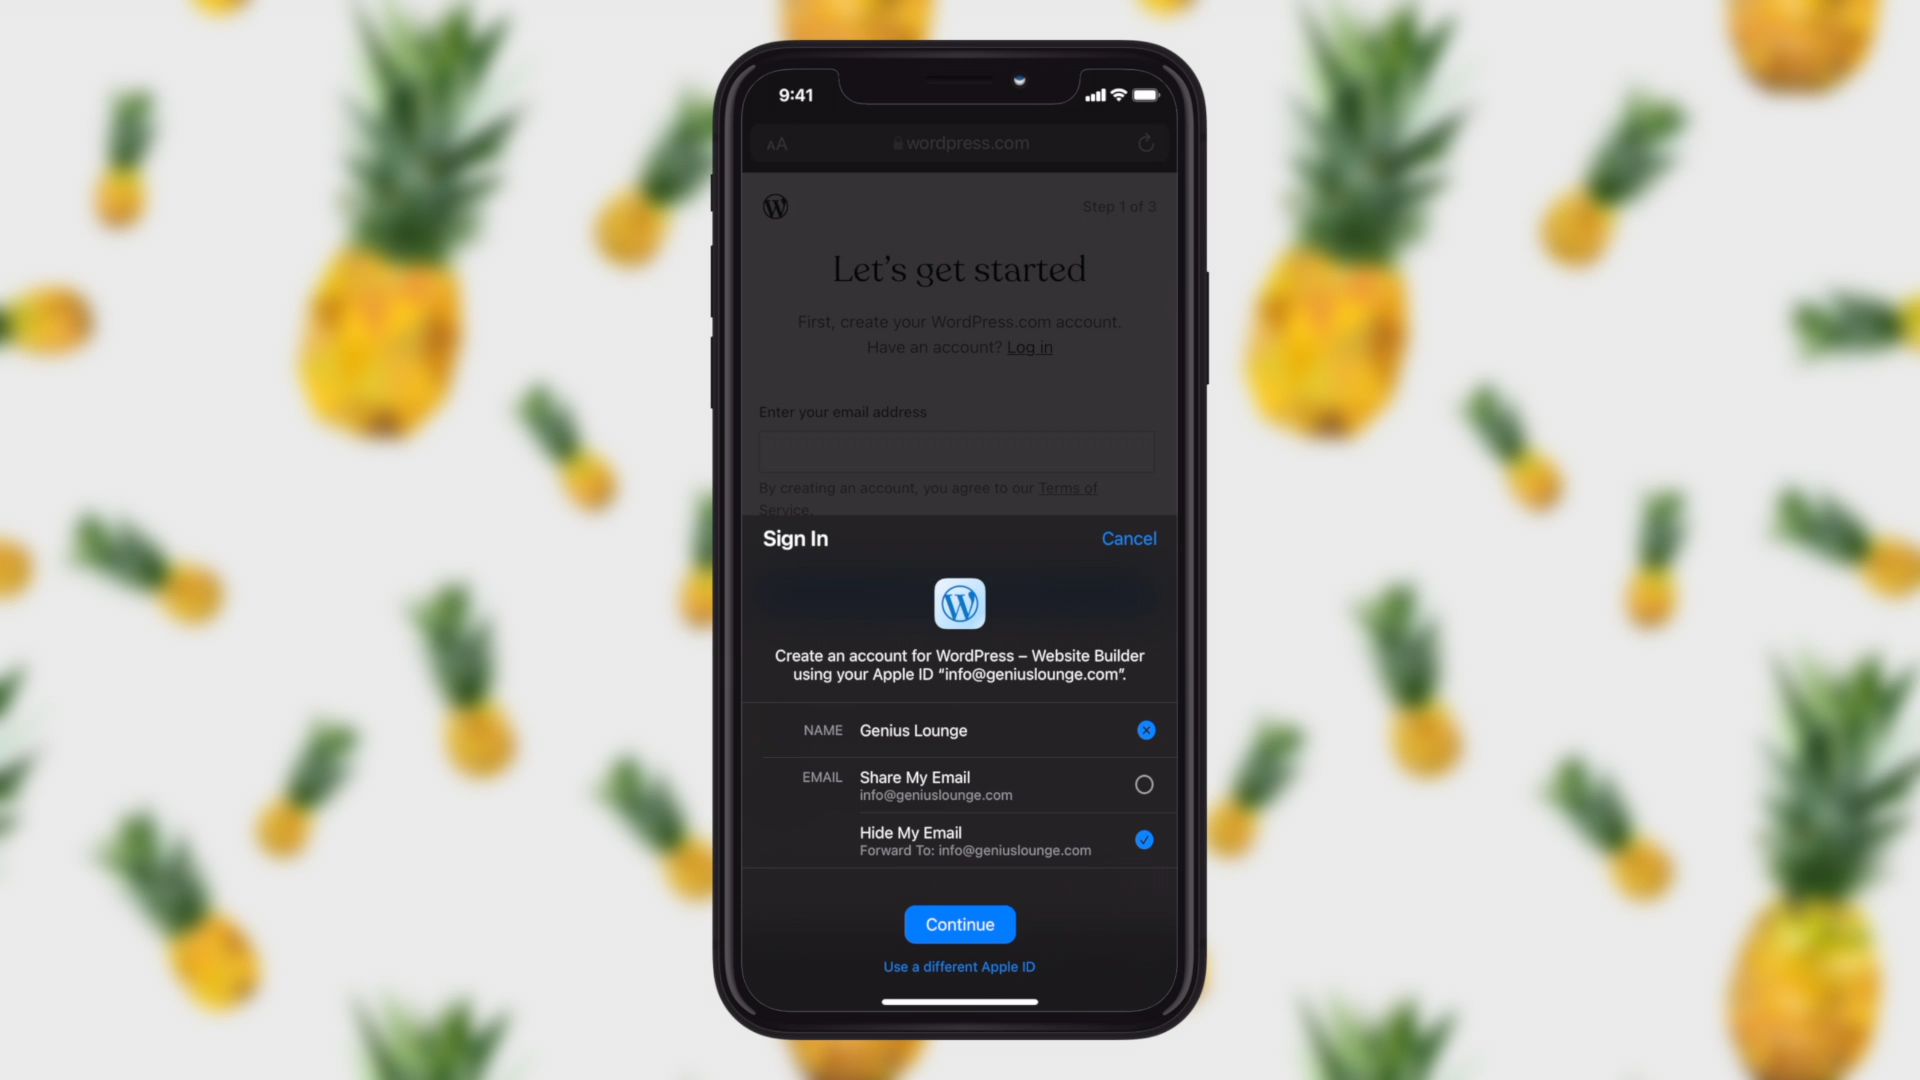 9:41
AA
wordpress.com
Step 1 of 3
Let's get started
First, create your WordPress.com account.
Have an account? Log in
Enter your email address
By creating an account, you agree to our Terms of
Service.
Sign In
Cancel
Create an account for WordPress – Website Builder
using your Apple ID “info@geniuslounge.com”.
NAME Genius Lounge
EMAIL Share My Email
info@geniuslounge.com
Hide My Email
Forward To: info@geniuslounge.com
Continue
Use a different Apple ID